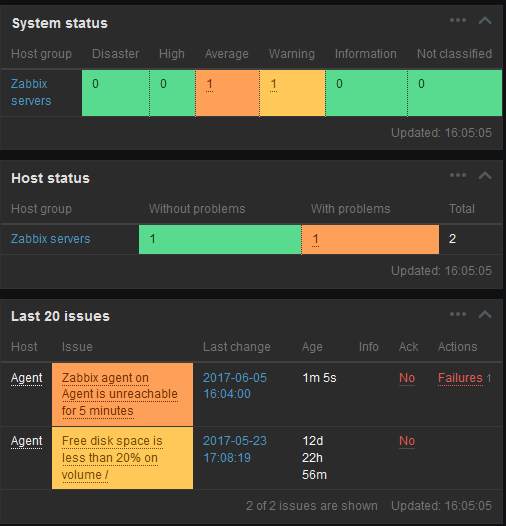 System status
Host group Disaster High Average Warning Information Not classified
Zabbix servers 0 0 1 1 0 0
Updated: 16:05:05
Host status
Host group Without problems With problems Total
Zabbix servers 1 1 2
Updated: 16:05:05
Last 20 issues
Host Issue Last change Age Info Ack Actions
Agent Zabbix agent on Agent is unreachable for 5 minutes 2017-06-05 16:04:00 1m 5s No Failures 1
Agent Free disk space is less than 20% on volume / 2017-05-23 17:08:19 12d 22h 56m No
2 of 2 issues are shown Updated: 16:05:05